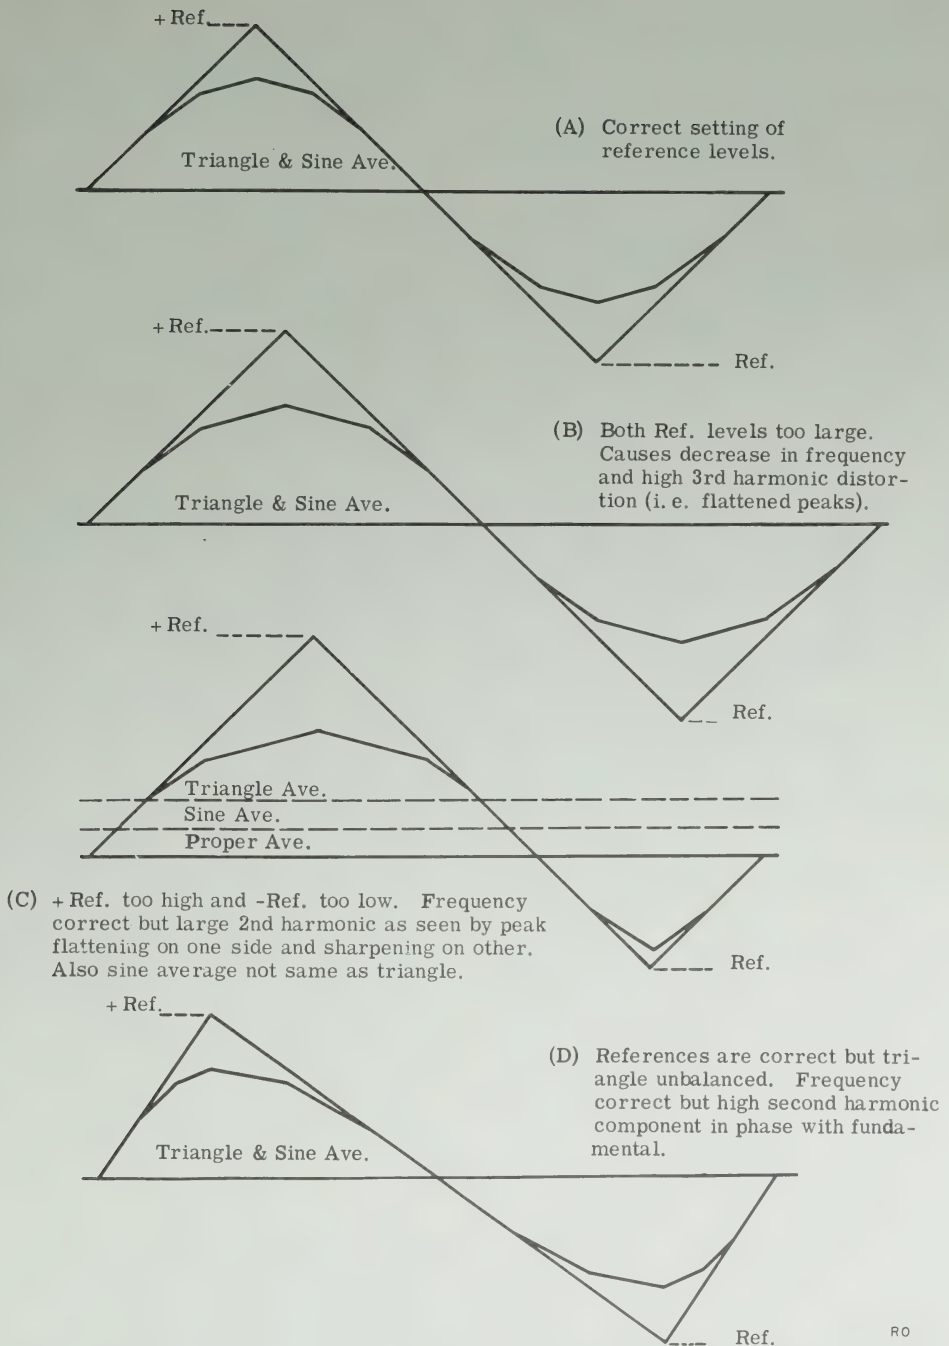 + Ref.
(A) Correct setting of
reference levels.
Triangle & Sine Ave.
Ref.
+ Ref.
(B) Both Ref. levels too large.
Causes decrease in frequency
and high 3rd harmonic distor-
tion (i. e. flattened peaks).
Triangle & Sine Ave.
Ref.
+ Ref.
Triangle Ave.
Sine Ave.
Proper Ave.
(C) + Ref. too high and -Ref. too low. Frequency
correct but large 2nd harmonic as seen by peak
flattening on one side and sharpening on other.
Also sine average not same as triangle.
Ref.
+ Ref.
(D) References are correct but tri-
angle unbalanced. Frequency
correct but high second harmonic
component in phase with funda-
mental.
Triangle & Sine Ave.
Ref.
RO